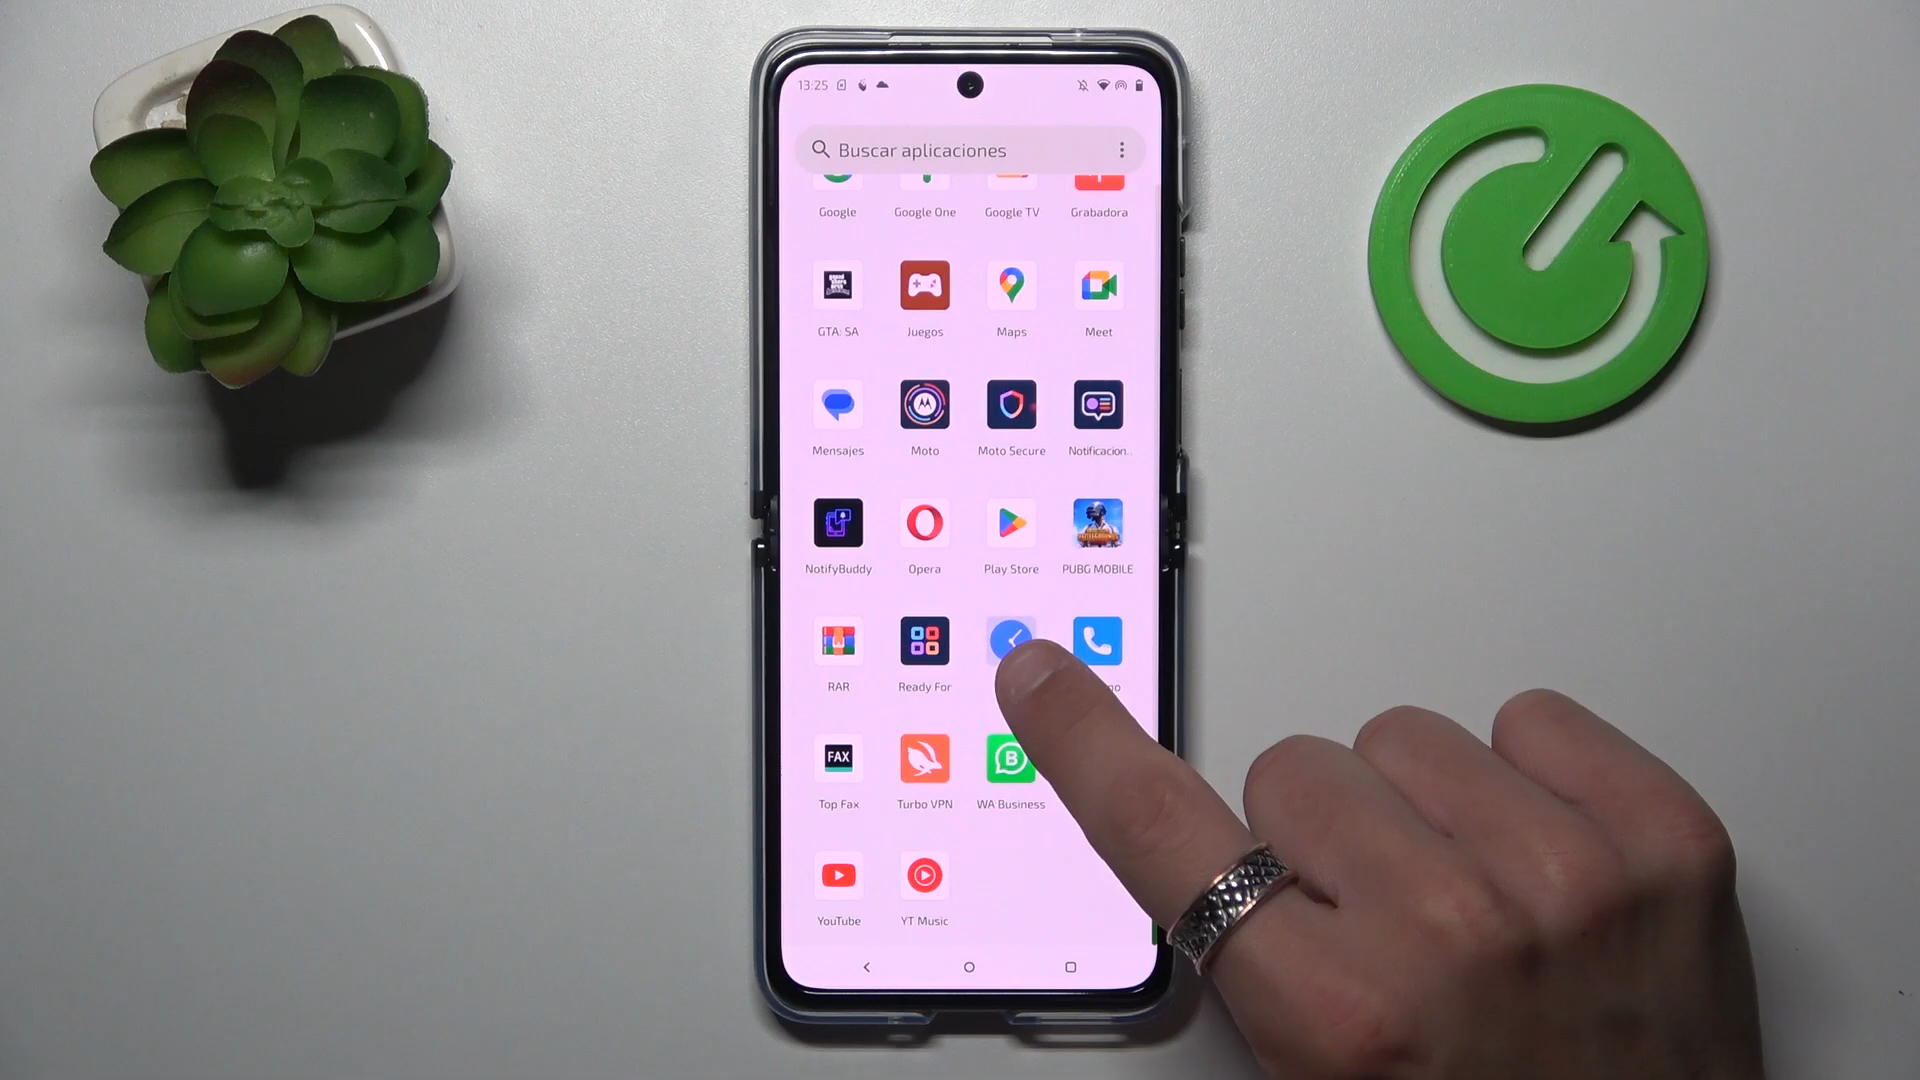 13:25
Buscar aplicaciones
Google Google One Google TV Grabadora
GTA: SA Juegos Maps Meet
Mensajes Moto Moto Secure Notificacion..
NotifyBuddy Opera Play Store PUBG MOBILE
RAR Ready For
FAX B
Top Fax Turbo VPN WA Business
YouTube YT Music